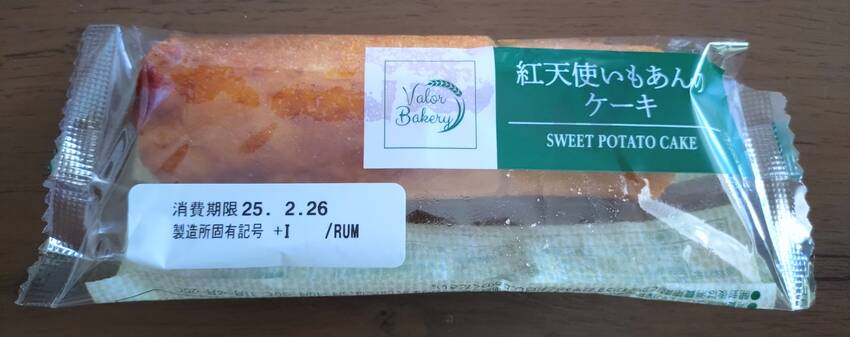 Valor
Bakery
紅天使いもあんの
ケーキ
SWEET POTATO CAKE
消費期限 25. 2.26
製造所固有記号 +I /RUM